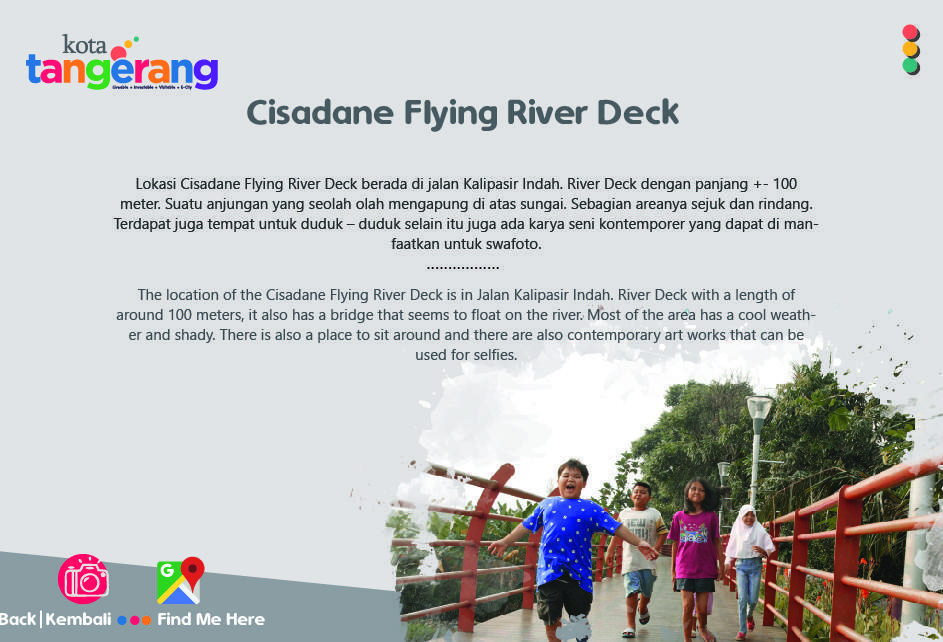 kota
tangerang
Liveable • Investable • Visitable • E-City
Cisadane Flying River Deck
Lokasi Cisadane Flying River Deck berada di jalan Kalipasir Indah. River Deck dengan panjang +- 100
meter. Suatu anjungan yang seolah olah mengapung di atas sungai. Sebagian areanya sejuk dan rindang.
Terdapat juga tempat untuk duduk – duduk selain itu juga ada karya seni kontemporer yang dapat di man-
faatkan untuk swafoto.
.................
The location of the Cisadane Flying River Deck is in Jalan Kalipasir Indah. River Deck with a length of
around 100 meters, it also has a bridge that seems to float on the river. Most of the area has a cool weath-
er and shady. There is also a place to sit around and there are also contemporary art works that can be
used for selfies.
G
Back|Kembali
Find Me Here